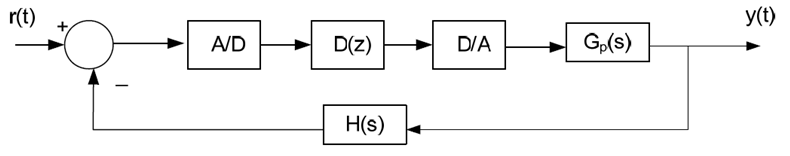 r(t) + A/D D(z) D/A Gp(s) y(t)
−
H(s)